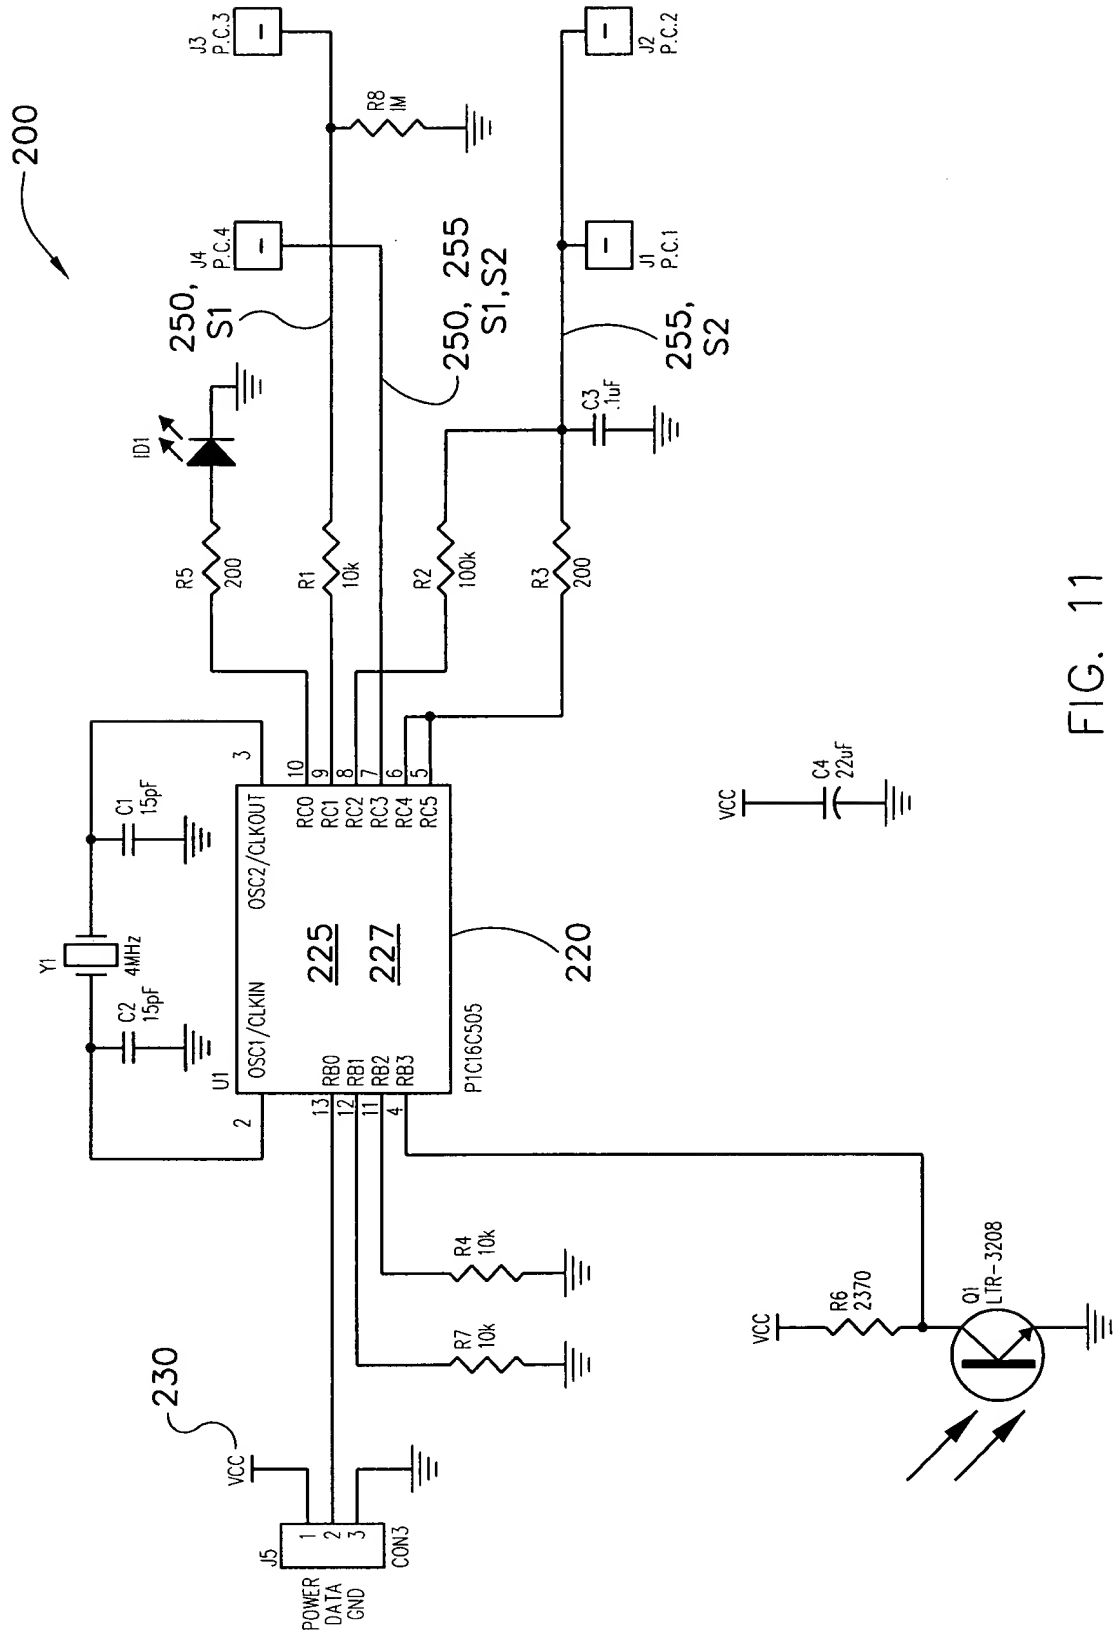 200
Y1
4MHz
C2
15pF
C1
15pF
2
3
U1
OSC1/CLKIN
OSC2/CLKOUT
RB0
RB1
RB2
RB3
13
12
11
4
RC0
RC1
RC2
RC3
RC4
RC5
10
9
8
7
6
5
225
227
220
P1C16C505
230
VCC
J5
1
2
3
CON3
POWER
DATA
GND
R7
10k
R4
10k
VCC
R6
2370
Q1
LTR-3208
R5
200
ID1
R1
10k
R2
100k
R3
200
C3
.1uF
250,
S1
250, 255
S1,S2
255,
S2
J4
P.C.4
J3
P.C.3
R8
1M
J1
P.C.1
J2
P.C.2
VCC
C4
22uF
FIG. 11